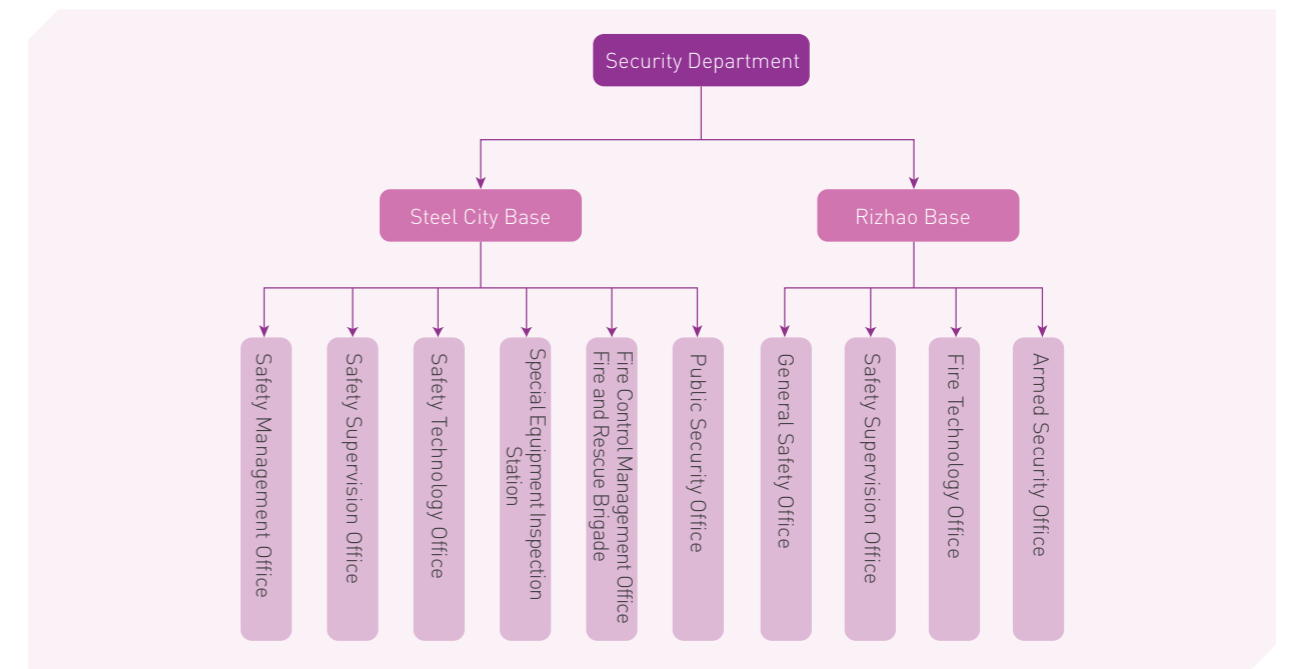 Security Department
Steel City Base
Rizhao Base
Safety Management Office
Safety Supervision Office
Safety Technology Office
Special Equipment Inspection
Station
Fire Control Management Office
Fire and Rescue Brigade
Public Security Office
General Safety Office
Safety Supervision Office
Fire Technology Office
Armed Security Office